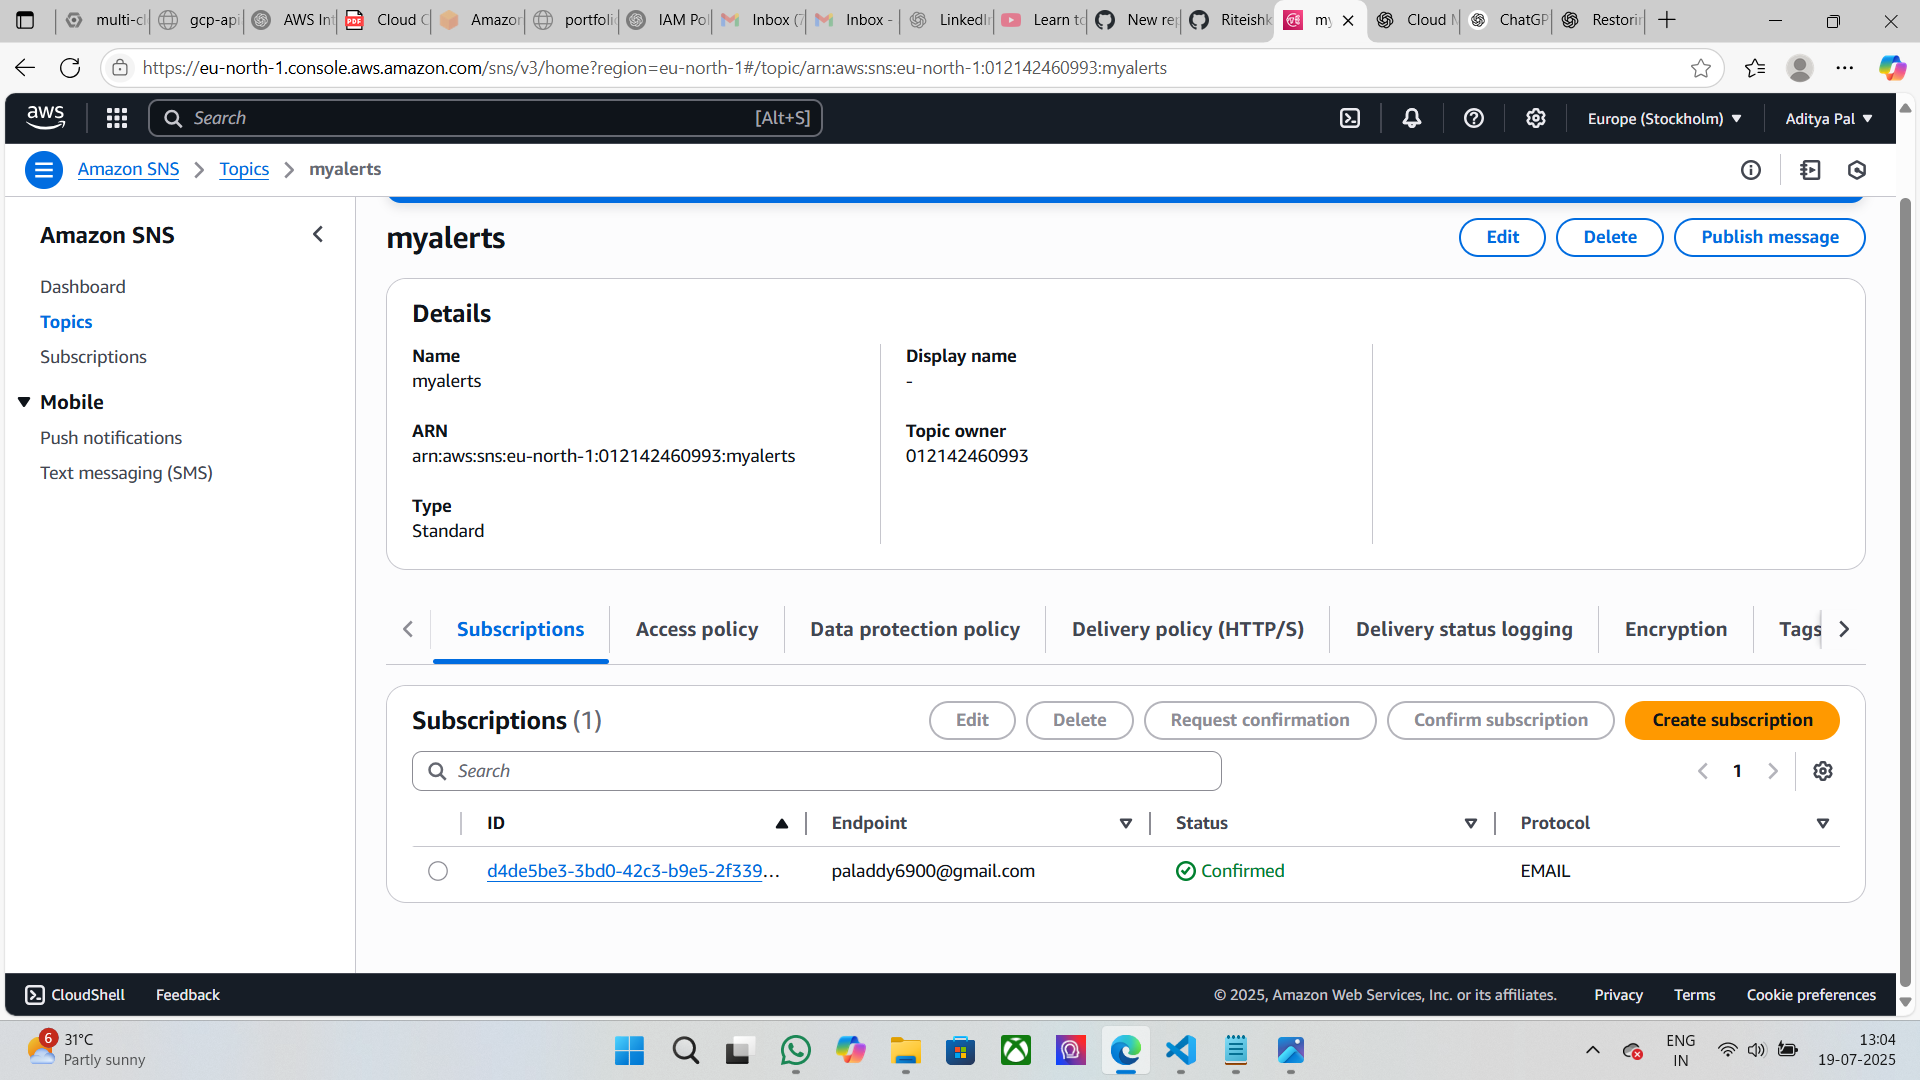 multi-cl
gcp-api
AWS Int
Cloud C
Amazon
portfolio
IAM Pol
Inbox (7
Inbox -
LinkedIn
Learn to
New rep
Riteishk
my
Cloud M
ChatGP
Restorin
https://eu-north-1.console.aws.amazon.com/sns/v3/home?region=eu-north-1#/topic/arn:aws:sns:eu-north-1:012142460993:myalerts
aws
Search
[Alt+S]
Europe (Stockholm)
Aditya Pal
Amazon SNS
Topics
myalerts
Amazon SNS
Dashboard
Topics
Subscriptions
Mobile
Push notifications
Text messaging (SMS)
myalerts
Edit
Delete
Publish message
Details
Name
myalerts
Display name
-
ARN
arn:aws:sns:eu-north-1:012142460993:myalerts
Topic owner
012142460993
Type
Standard
Subscriptions
Access policy
Data protection policy
Delivery policy (HTTP/S)
Delivery status logging
Encryption
Tags
Subscriptions (1)
Edit
Delete
Request confirmation
Confirm subscription
Create subscription
Search
1
ID
Endpoint
Status
Protocol
d4de5be3-3bd0-42c3-b9e5-2f339...
paladdy6900@gmail.com
Confirmed
EMAIL
CloudShell
Feedback
© 2025, Amazon Web Services, Inc. or its affiliates.
Privacy
Terms
Cookie preferences
6
31°C
Partly sunny
ENG
IN
13:04
19-07-2025